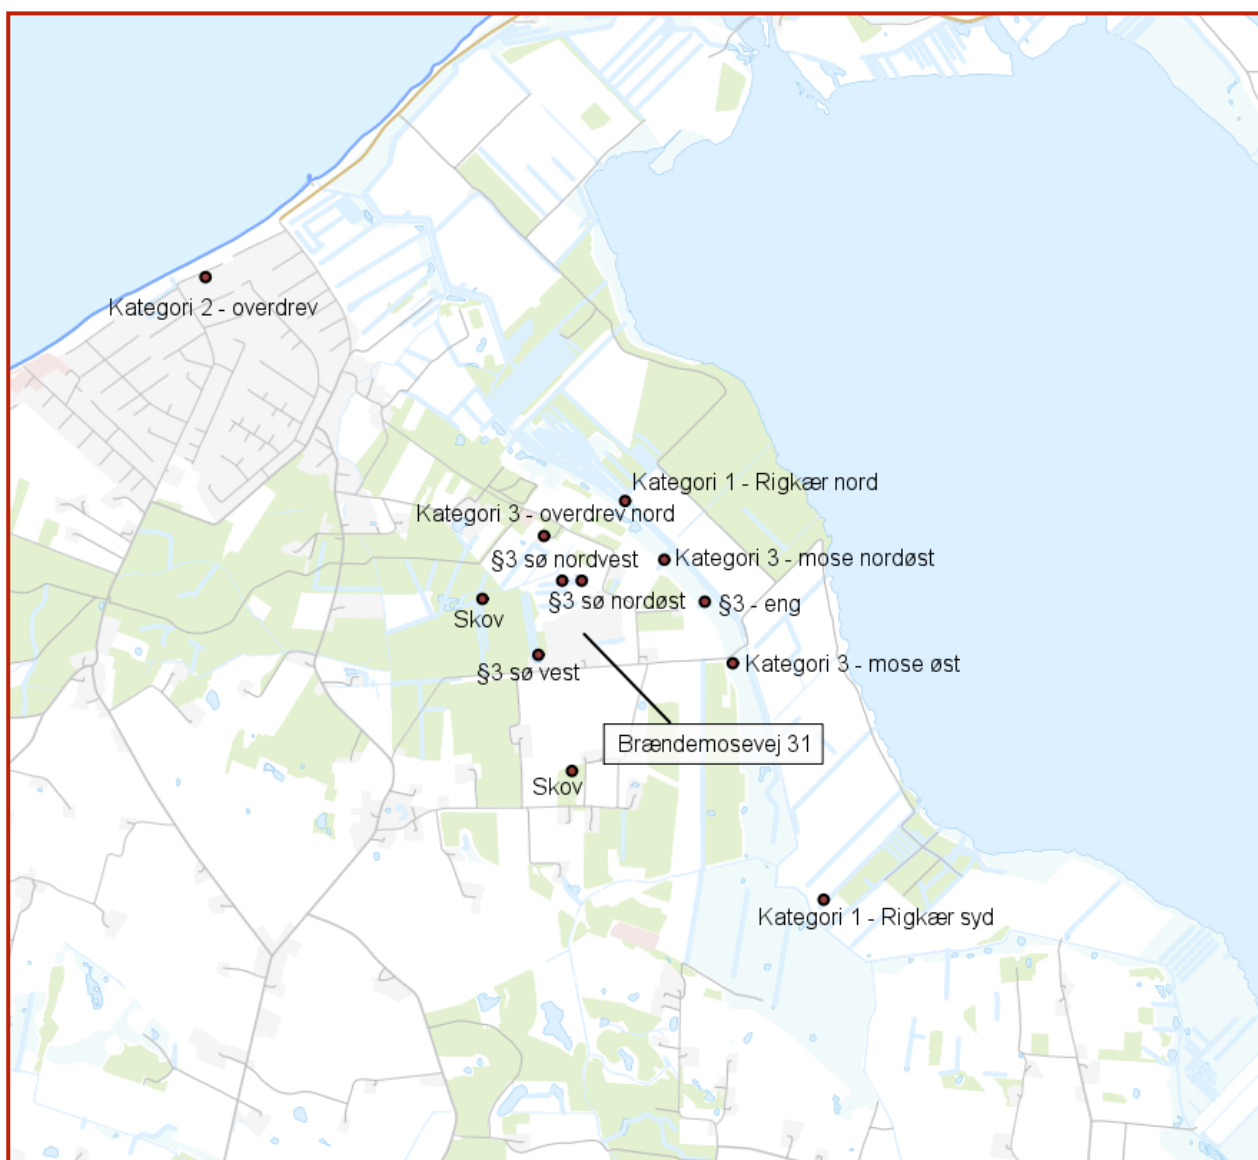 Kategori 2 - overdrev
Kategori 1 - Rigkær nord
Kategori 3 - overdrev nord
§3 sø nordvest
Kategori 3 - mose nordøst
§3 sø nordøst
§3 - eng
Skov
§3 sø vest
Kategori 3 - mose øst
Brændemosevej 31
Skov
Kategori 1 - Rigkær syd